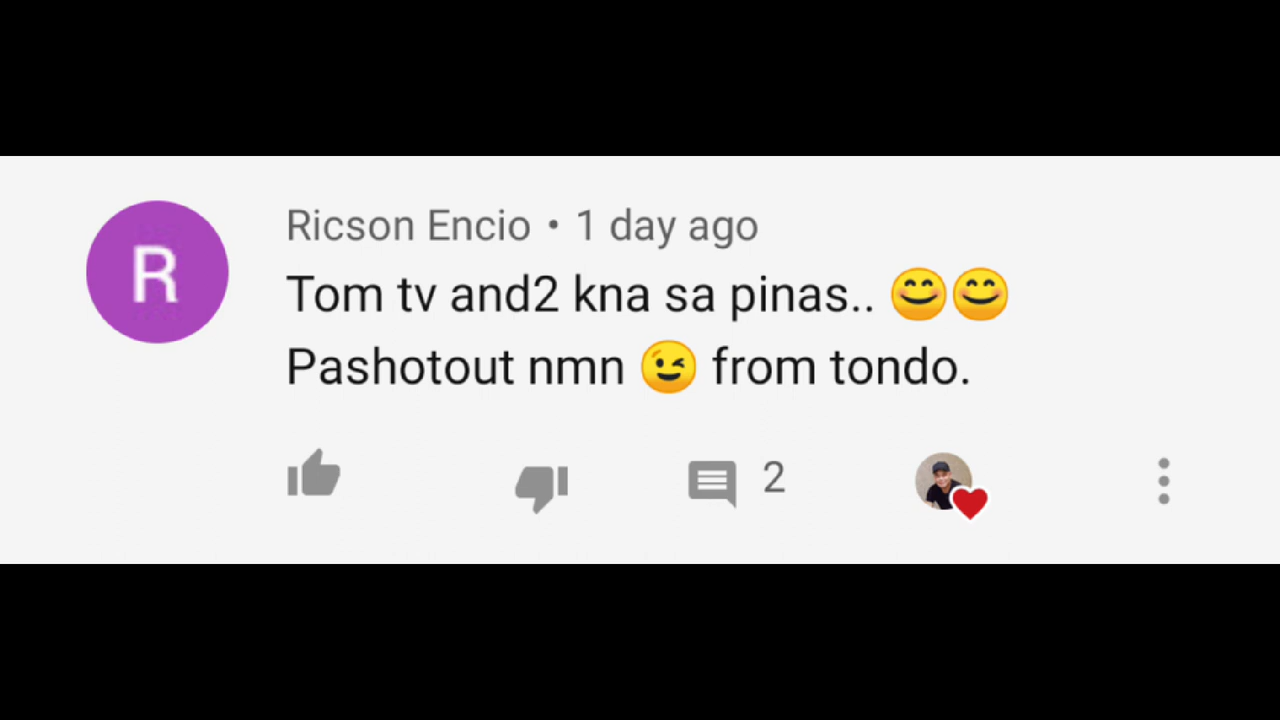 R
Ricson Encio • 1 day ago
Tom tv and2 kna sa pinas.. 😊😊
Pashotout nmn 😉 from tondo.
2